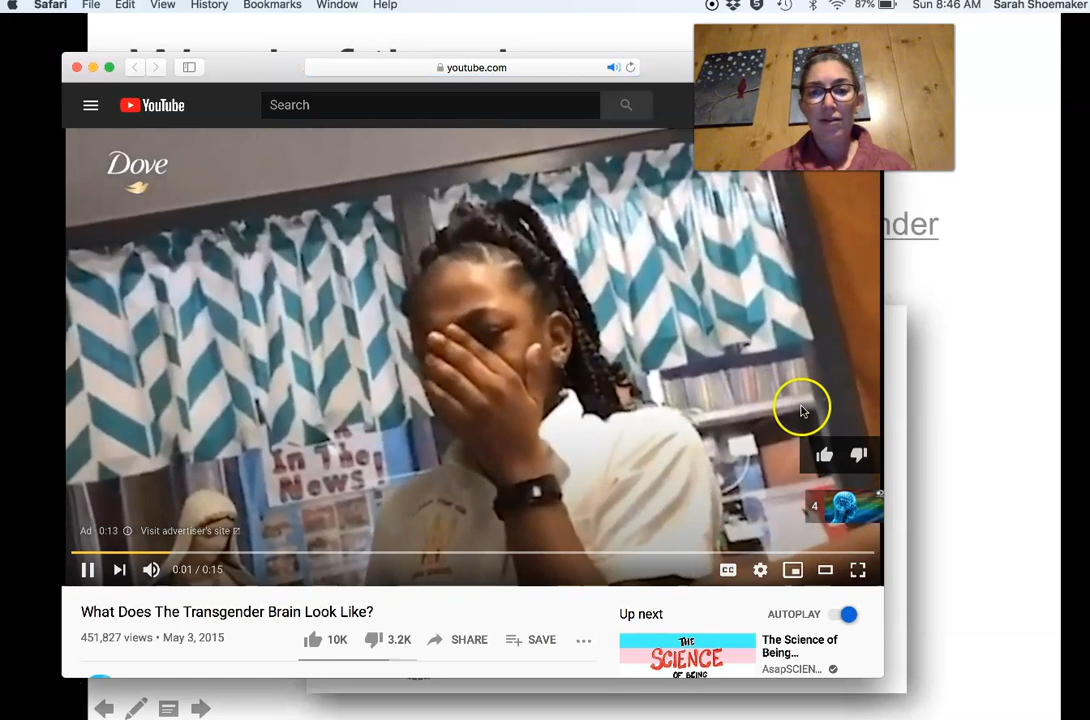 Safari File Edit View History Bookmarks Window Help 87% Sun 8:46 AM Sarah Shoemaker
youtube.com
YouTube
Search
Dove
nder
In The
News
4
Ad · 0:13 Visit advertiser's site
0:01 / 0:15
CC
What Does The Transgender Brain Look Like?
451,827 views • May 3, 2015
10K 3.2K SHARE SAVE
Up next AUTOPLAY
THE
SCIENCE
OF BEING
The Science of
Being...
AsapSCIEN...